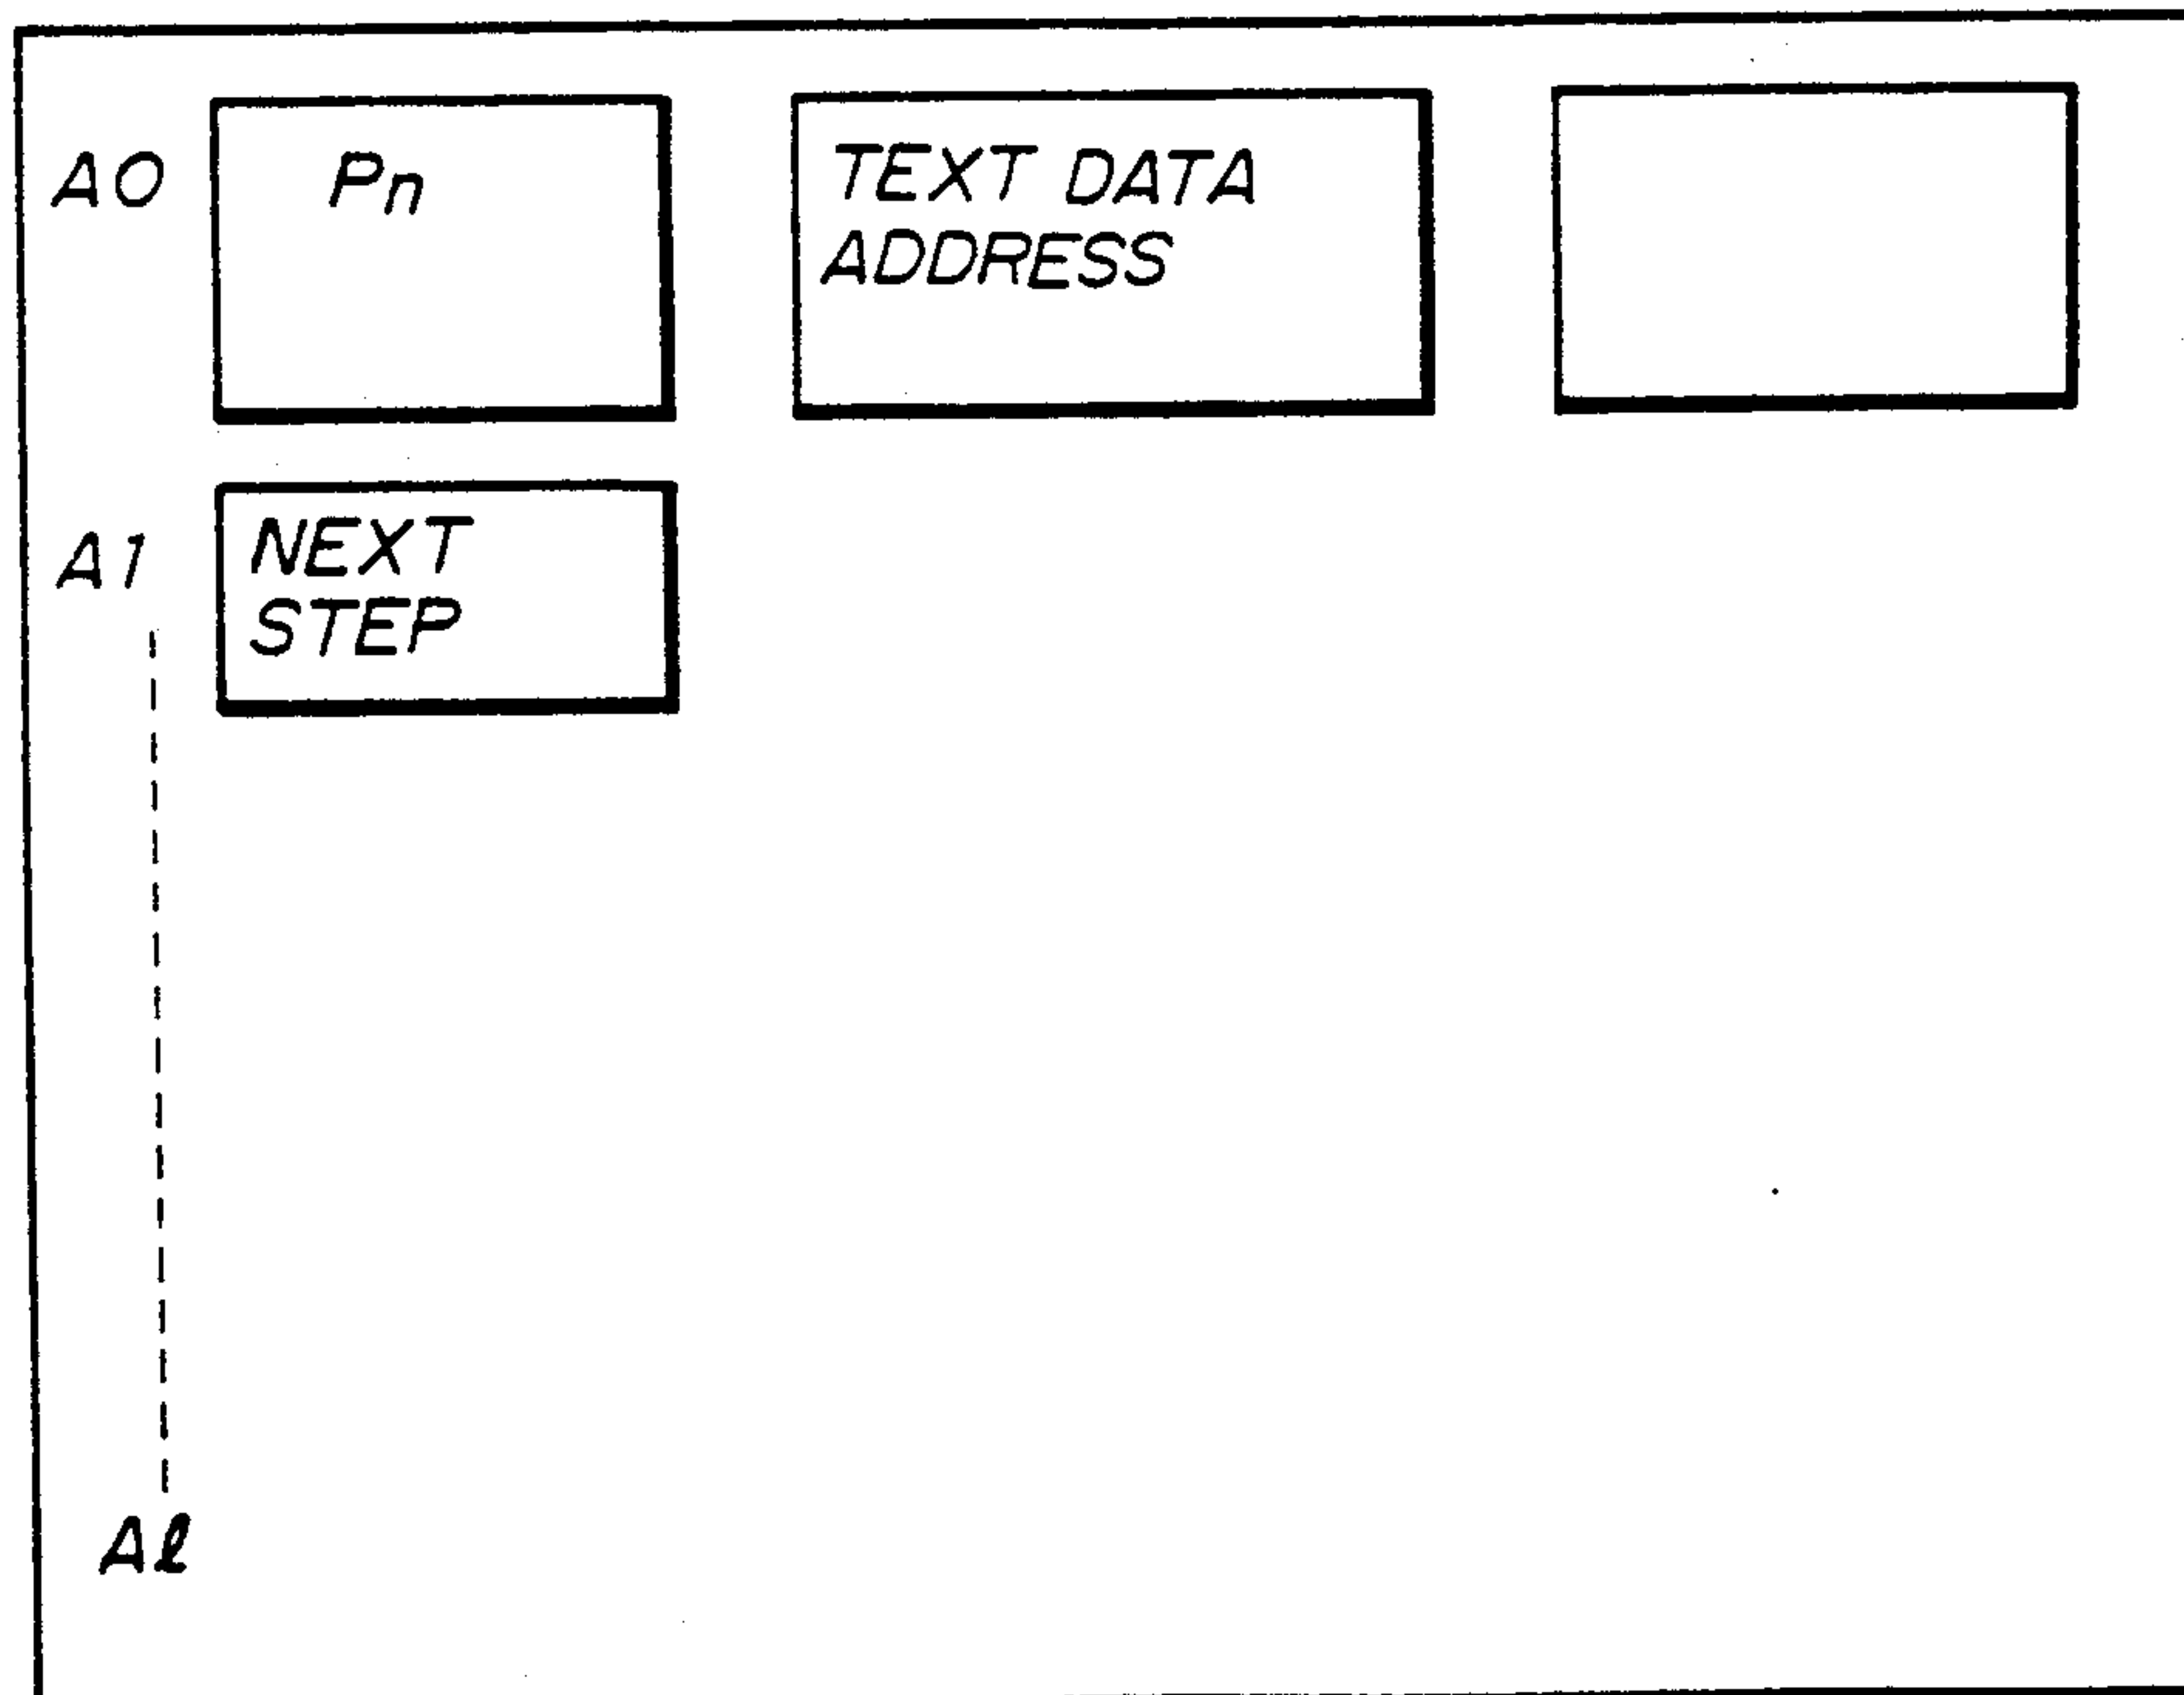 A0 Pn TEXT DATA
ADDRESS
A1 NEXT
STEP
Aℓ